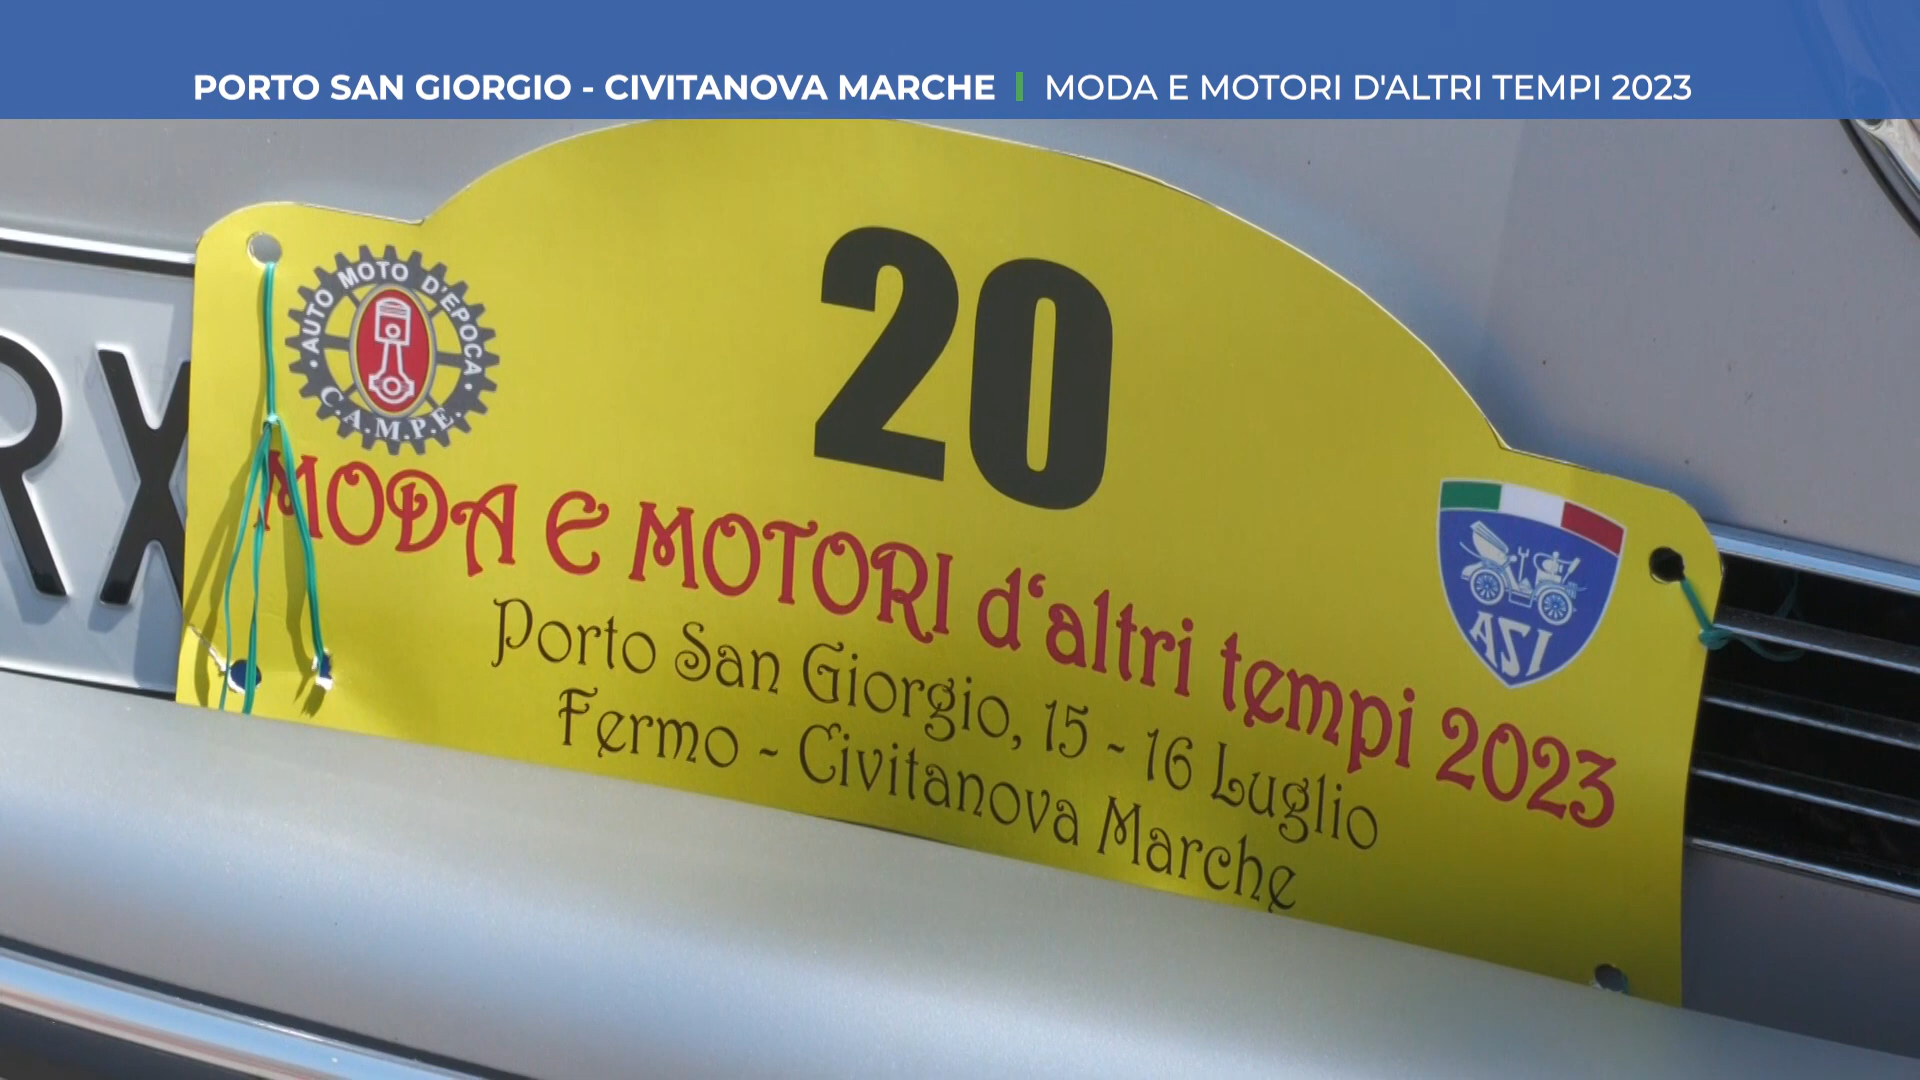 PORTO SAN GIORGIO - CIVITANOVA MARCHE | MODA E MOTORI D'ALTRI TEMPI 2023
20
· AUTO MOTO D'EPOCA ·
C.A.M.P.E.
RX
MODA E MOTORI d'altri tempi 2023
ASI
Porto San Giorgio, 15 - 16 Luglio
Fermo - Civitanova Marche